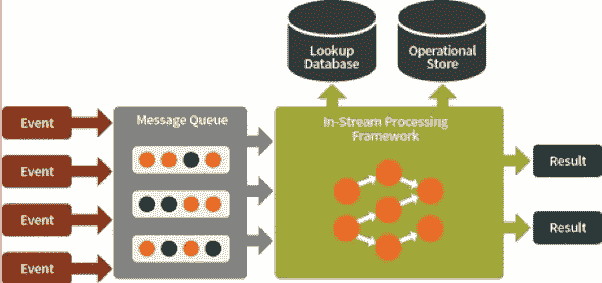 Lookup
Database
Operational
Store
Event
Event
Event
Event
Message Queue
In-Stream Processing
Framework
Result
Result